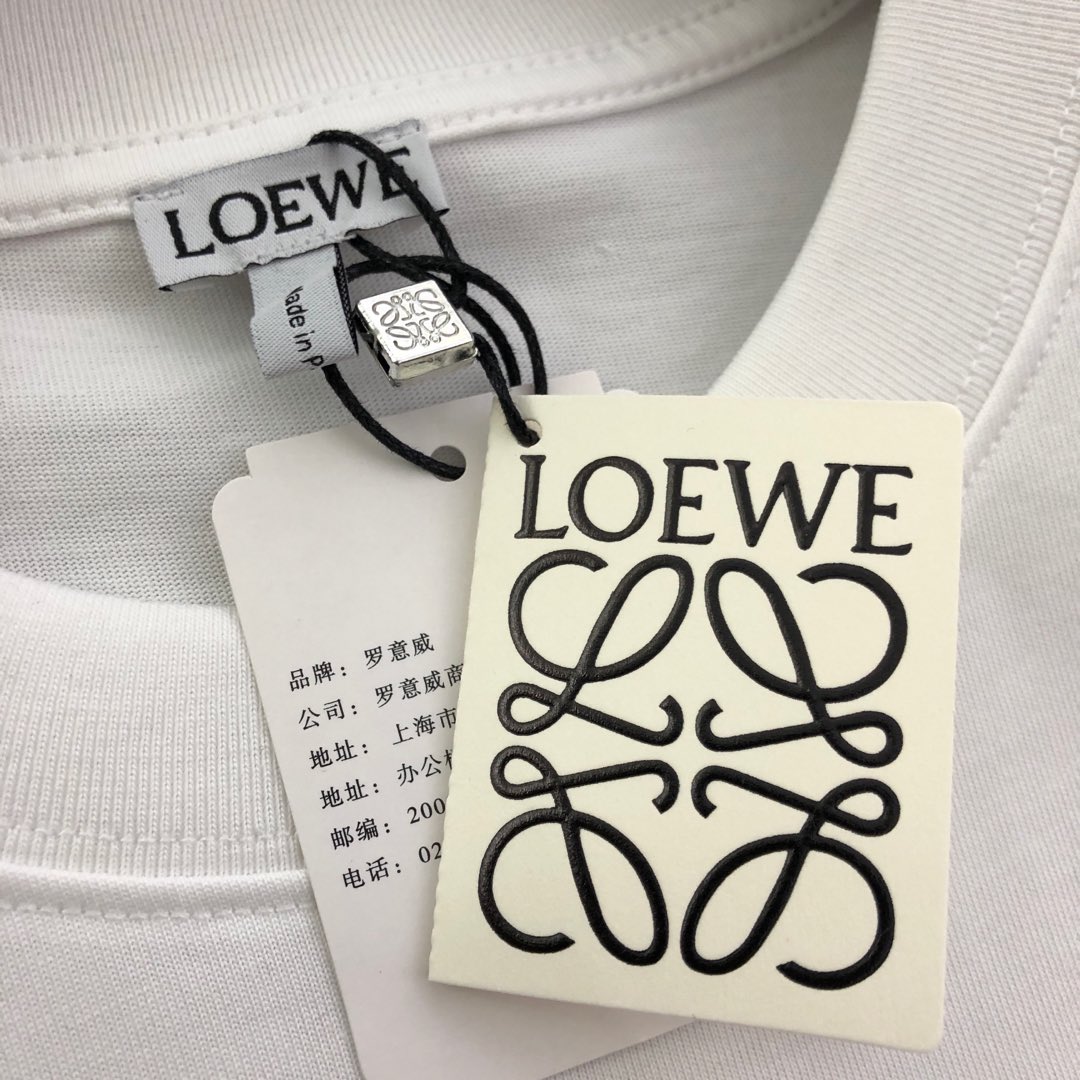 LOEWE
Made in P
LOEWE
品牌： 罗意威
公司： 罗意威商
地址： 上海市
地址： 办公
邮编： 200
电话： 02